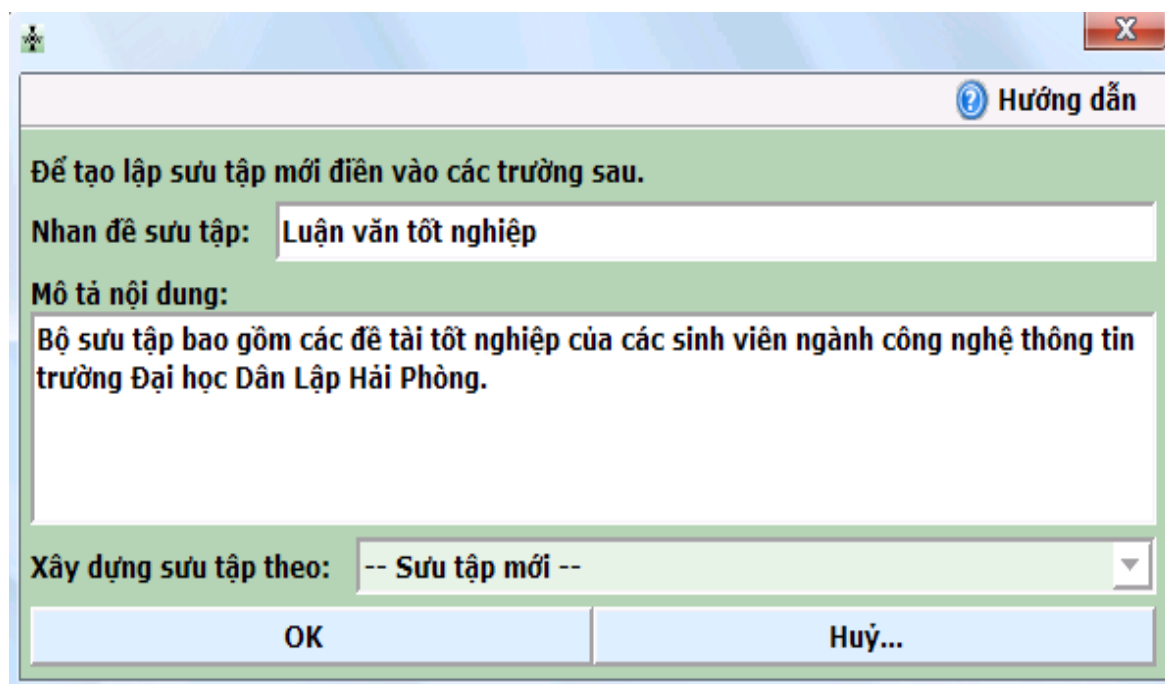 X
Hướng dẫn
Để tạo lập sưu tập mới điền vào các trường sau.
Nhan đề sưu tập: Luận văn tốt nghiệp
Mô tả nội dung:
Bộ sưu tập bao gồm các đề tài tốt nghiệp của các sinh viên ngành công nghệ thông tin
trường Đại học Dân Lập Hải Phòng.
Xây dựng sưu tập theo: -- Sưu tập mới --
OK Huỷ...